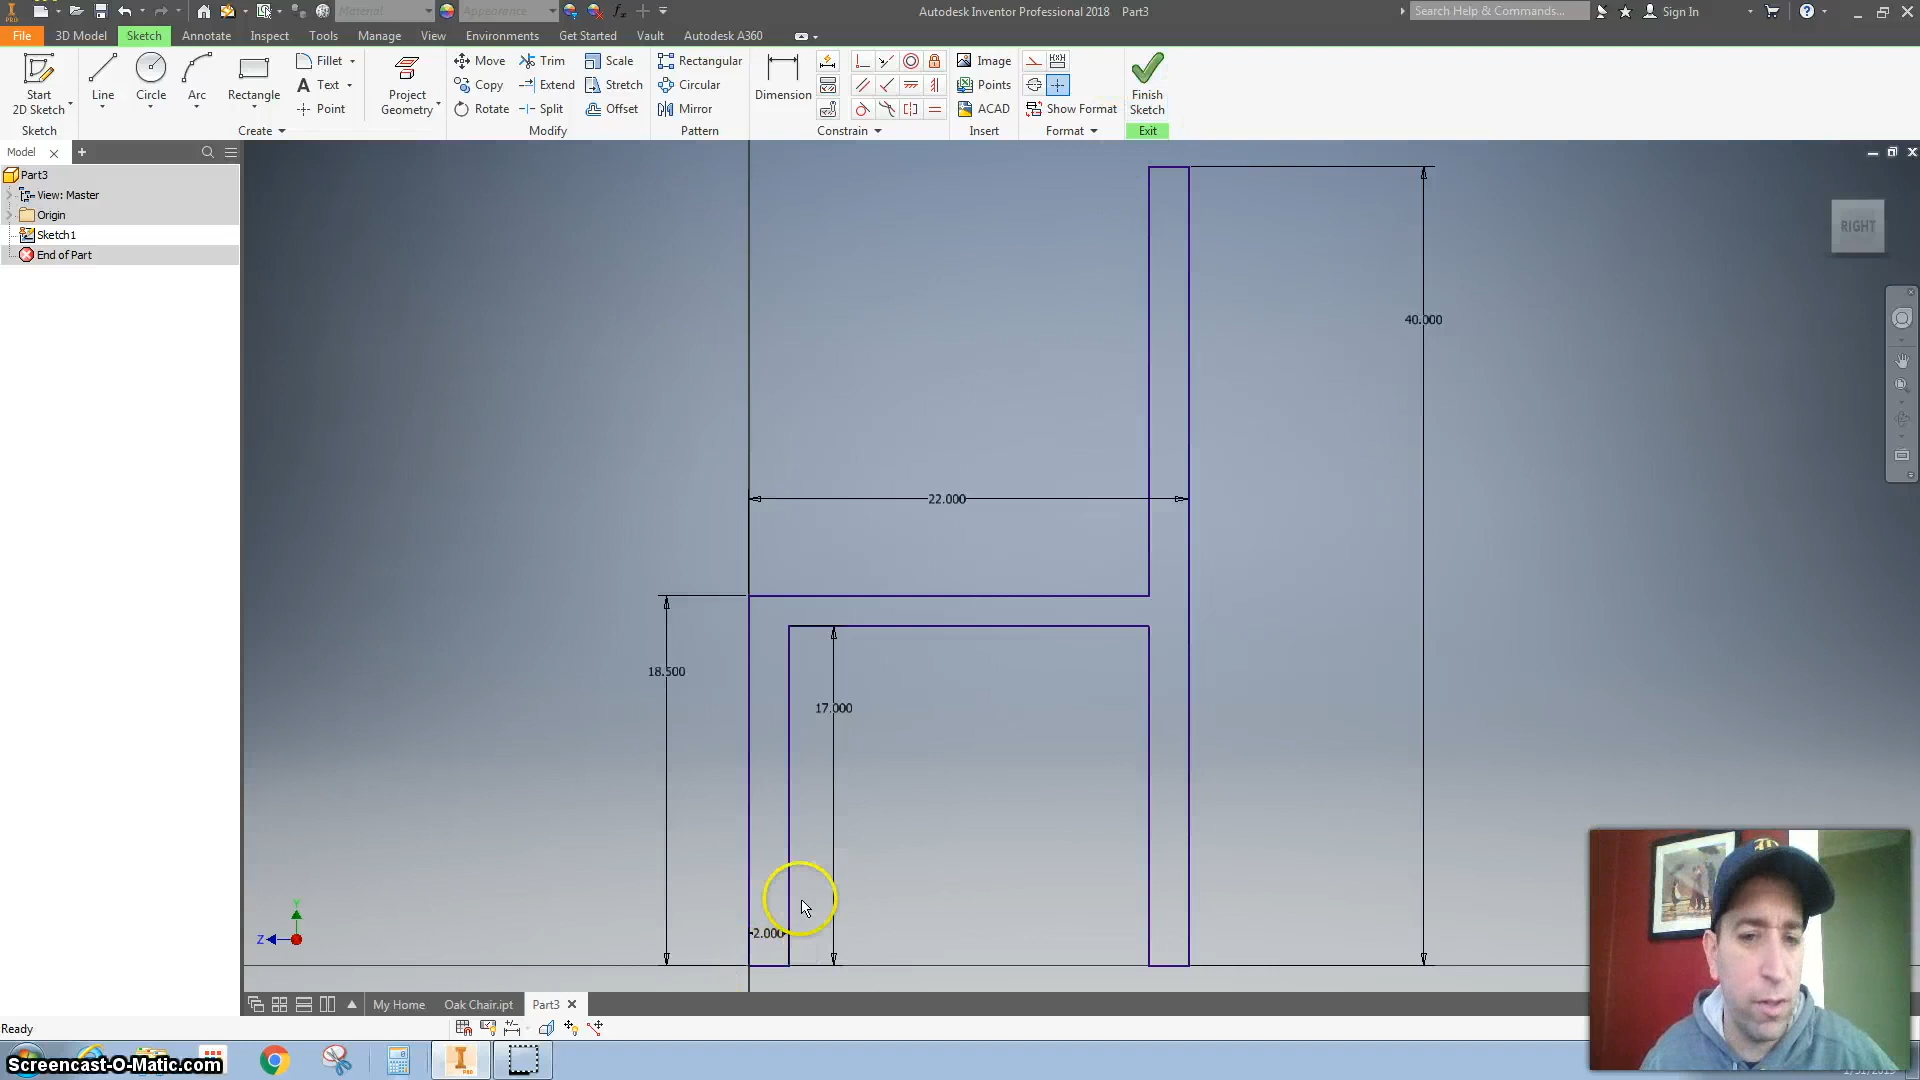 Material
Appearance
Autodesk Inventor Professional 2018 Part3
Search Help & Commands...
Sign In
PRO
File 3D Model Sketch Annotate Inspect Tools Manage View Environments Get Started Vault Autodesk A360
Start
2D Sketch
Line
Circle
Arc
Rectangle
Fillet
Text
Point
Project
Geometry
Move
Copy
Rotate
Trim
Extend
Split
Scale
Stretch
Offset
Rectangular
Circular
Mirror
Dimension
Image
Points
ACAD
Show Format
Finish
Sketch
Sketch Create Modify Pattern Constrain Insert Format Exit
Model
Part3
View: Master
Origin
Sketch1
End of Part
RIGHT
40.000
22.000
18.500
17.000
2.000
Y
Z
My Home Oak Chair.ipt Part3
Ready
PRO
Screencast-O-Matic.com